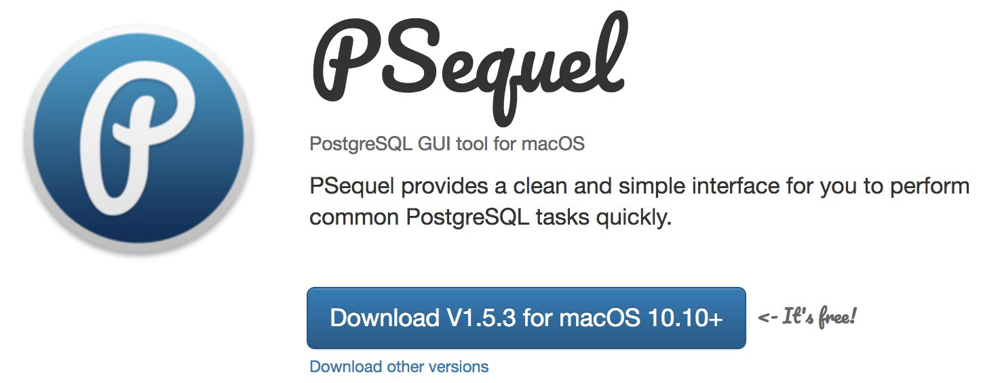 P
PSequel
PostgreSQL GUI tool for macOS
PSequel provides a clean and simple interface for you to perform
common PostgreSQL tasks quickly.
Download V1.5.3 for macOS 10.10+ <- It's free!
Download other versions